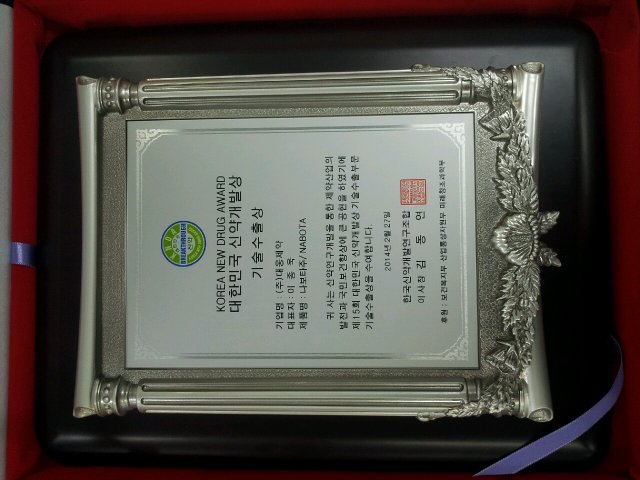 KOREA NEW DRUG AWARD
대한민국 신약개발상
기술수출상
기업명 : (주)대웅제약
대표자 : 이 종 욱
제품명 : 나보타주/ NABOTA
귀 사는 신약연구개발을 통한 제약산업의
발전과 국민보건향상에 큰 공헌을 하였기에
제15회 대한민국 신약개발상 기술수출부문
기술수출상을 수여합니다.
2014년 2월 27일
한국신약개발연구조합
이사장 김 동 연
후원 : 보건복지부 산업통상자원부 미래창조과학부